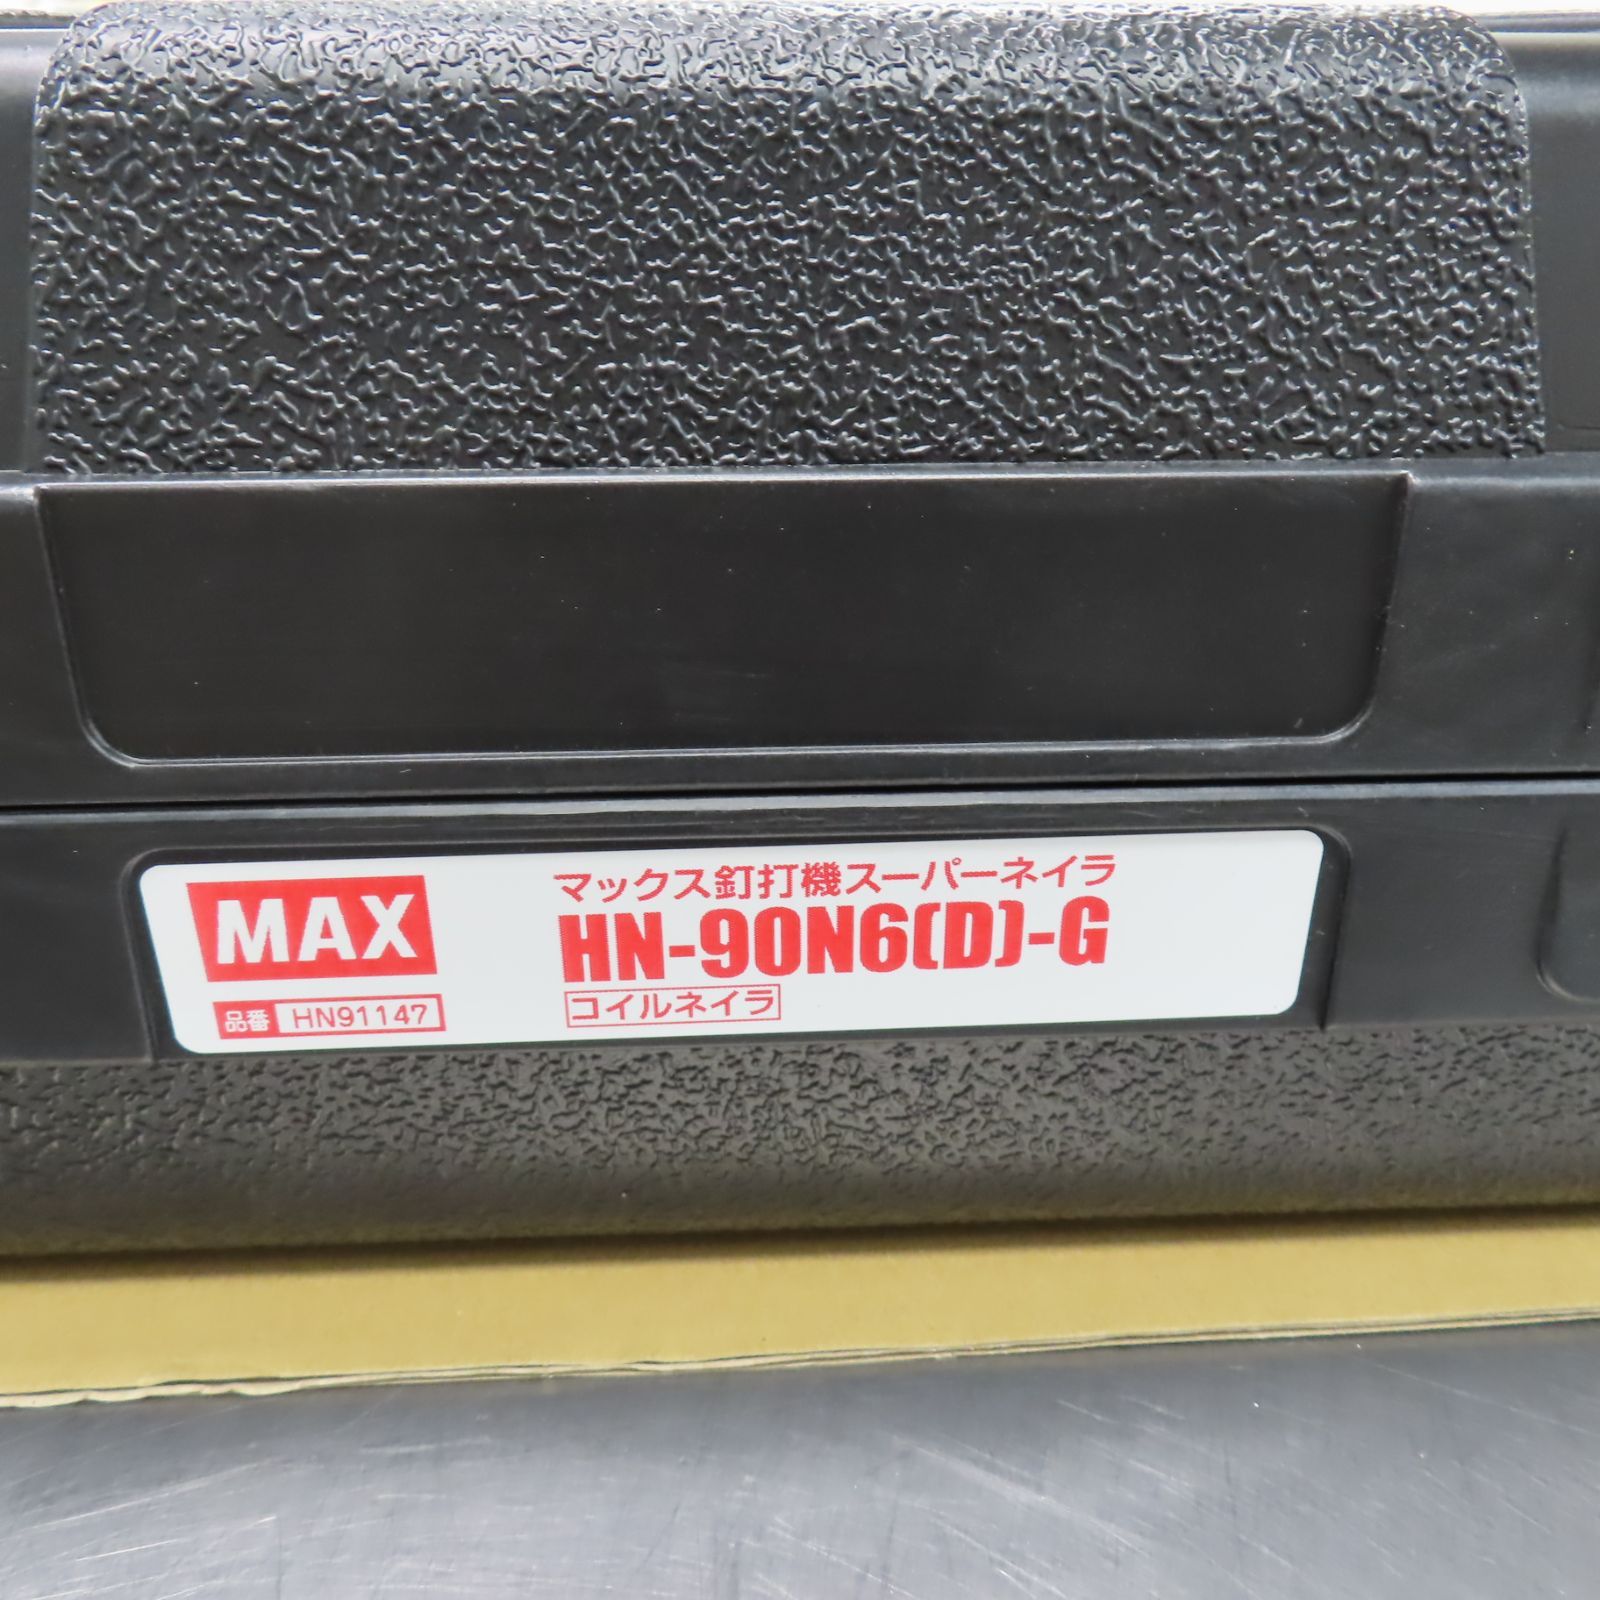 MAX
品番 HN91147
マックス釘打機スーパーネイラ
HN-90N6(D)-G
コイルネイラ